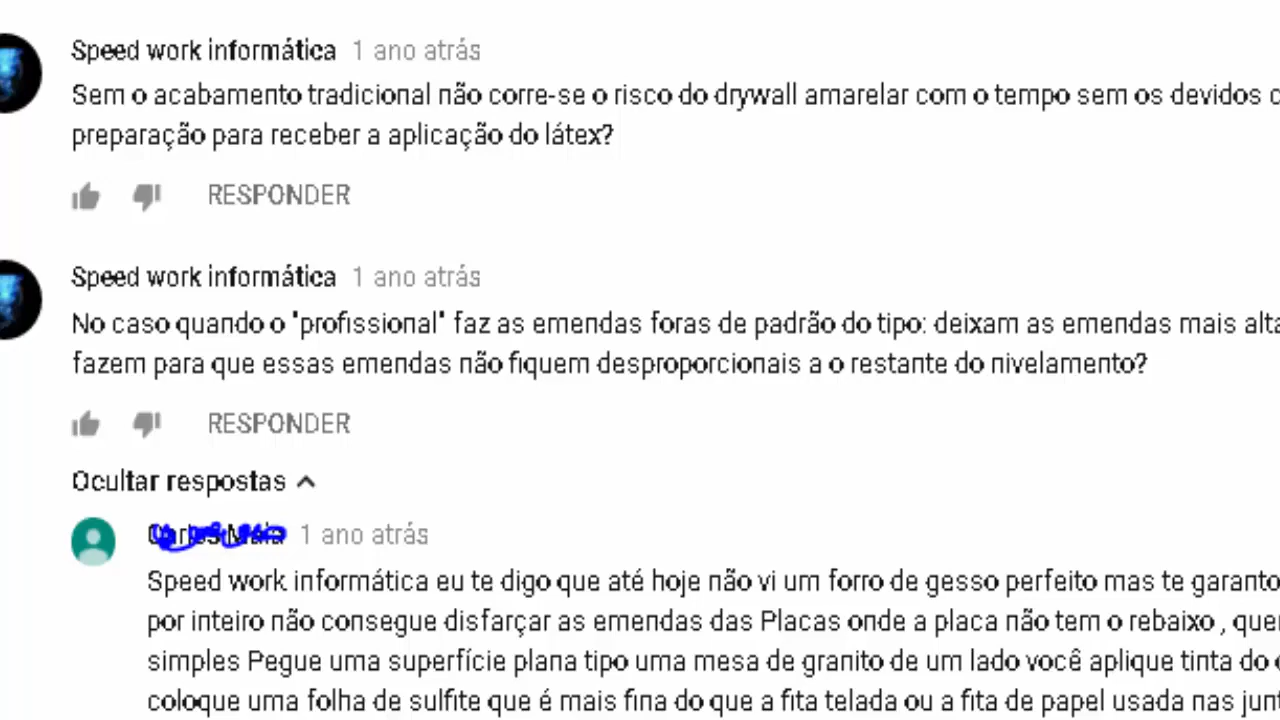 Speed work informática 1 ano atrás
Sem o acabamento tradicional não corre-se o risco do drywall amarelar com o tempo sem os devidos
preparação para receber a aplicação do látex?
RESPONDER
Speed work informática 1 ano atrás
No caso quando o "profissional" faz as emendas foras de padrão do tipo: deixam as emendas mais
fazem para que essas emendas não fiquem desproporcionais a o restante do nivelamento?
RESPONDER
Ocultar respostas
1 ano atrás
Speed work informática eu te digo que até hoje não vi um forro de gesso perfeito mas te garanto
por inteiro não consegue disfarçar as emendas das Placas onde a placa não tem o rebaixo ,
simples Pegue uma superfície plana tipo uma mesa de granito de um lado você aplique tinta do
coloque uma folha de sulfite que é mais fina do que a fita telada ou a fita de papel usada nas